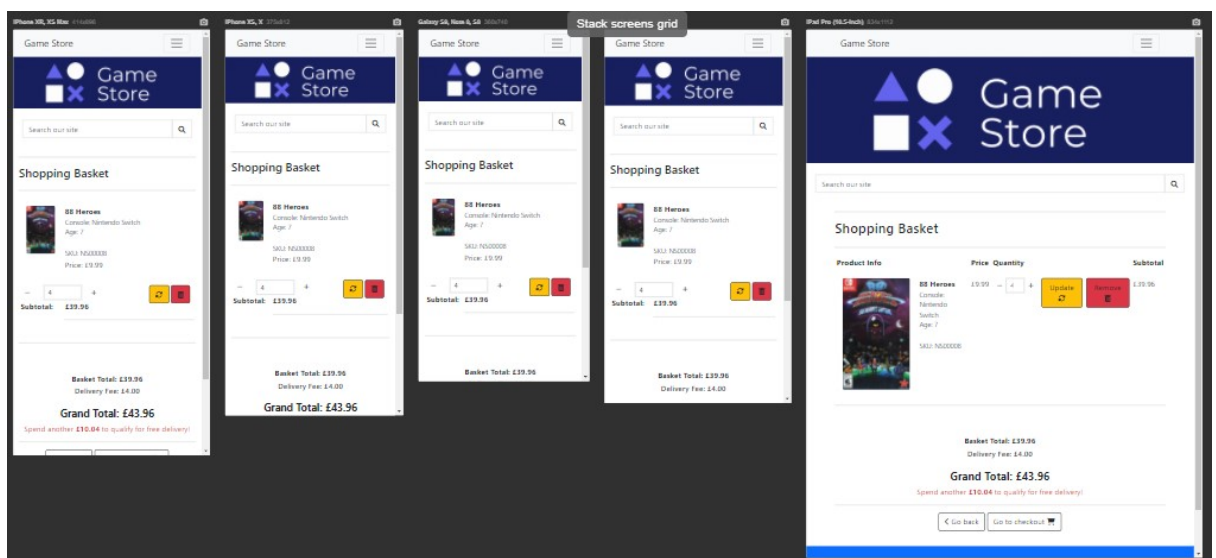 iPhone XR, XS Max 414x896
Game Store
Game
Store
Search our site
Shopping Basket
88 Heroes
Console: Nintendo Switch
Age: 7
SKU: NS00008
Price: £9.99
− 4 +
Subtotal: £39.96
Basket Total: £39.96
Delivery Fee: £4.00
Grand Total: £43.96
Spend another £10.04 to qualify for free delivery!
iPhone XS, X 375x812
Game Store
Game
Store
Search our site
Shopping Basket
88 Heroes
Console: Nintendo Switch
Age: 7
SKU: NS00008
Price: £9.99
− 4 +
Subtotal: £39.96
Basket Total: £39.96
Delivery Fee: £4.00
Grand Total: £43.96
Galaxy S8, Note 8, S8
Game Store
Game
Store
Search our site
Shopping Basket
88 Heroes
Console: Nintendo Switch
Age: 7
SKU: NS00008
Price: £9.99
− 4 +
Subtotal: £39.96
Basket Total: £39.96
Stack screens grid
Game Store
Game
Store
Search our site
Shopping Basket
88 Heroes
Console: Nintendo Switch
Age: 7
SKU: NS00008
Price: £9.99
− 4 +
Subtotal: £39.96
Basket Total: £39.96
Delivery Fee: £4.00
iPad Pro (10.5-inch) 834x1112
Game Store
Game
Store
Search our site
Shopping Basket
Product Info Price Quantity Subtotal
88 Heroes £9.99 − 4 + Update Remove £39.96
Console:
Nintendo
Switch
Age: 7
SKU: NS00008
Basket Total: £39.96
Delivery Fee: £4.00
Grand Total: £43.96
Spend another £10.04 to qualify for free delivery!
Go back Go to checkout